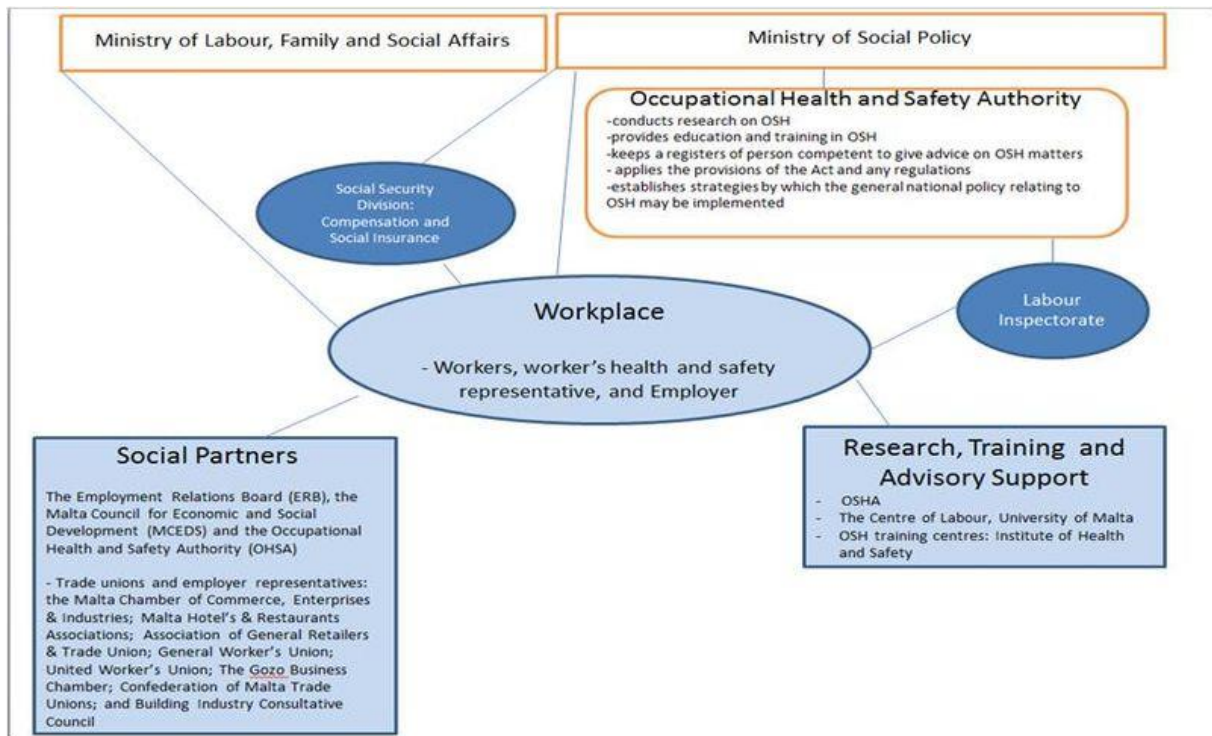 Ministry of Labour, Family and Social Affairs
Ministry of Social Policy
Occupational Health and Safety Authority
-conducts research on OSH
-provides education and training in OSH
-keeps a registers of person competent to give advice on OSH matters
- applies the provisions of the Act and any regulations
-establishes strategies by which the general national policy relating to
OSH may be implemented
Social Security
Division:
Compensation and
Social Insurance
Labour
Inspectorate
Workplace
- Workers, worker's health and safety
representative, and Employer
Social Partners
The Employment Relations Board (ERB), the
Malta Council for Economic and Social
Development (MCEDS) and the Occupational
Health and Safety Authority (OHSA)
- Trade unions and employer representatives:
the Malta Chamber of Commerce, Enterprises
& Industries; Malta Hotel's & Restaurants
Associations; Association of General Retailers
& Trade Union; General Worker's Union;
United Worker's Union; The Gozo Business
Chamber; Confederation of Malta Trade
Unions; and Building Industry Consultative
Council
Research, Training and
Advisory Support
- OSHA
- The Centre of Labour, University of Malta
- OSH training centres: Institute of Health
and Safety